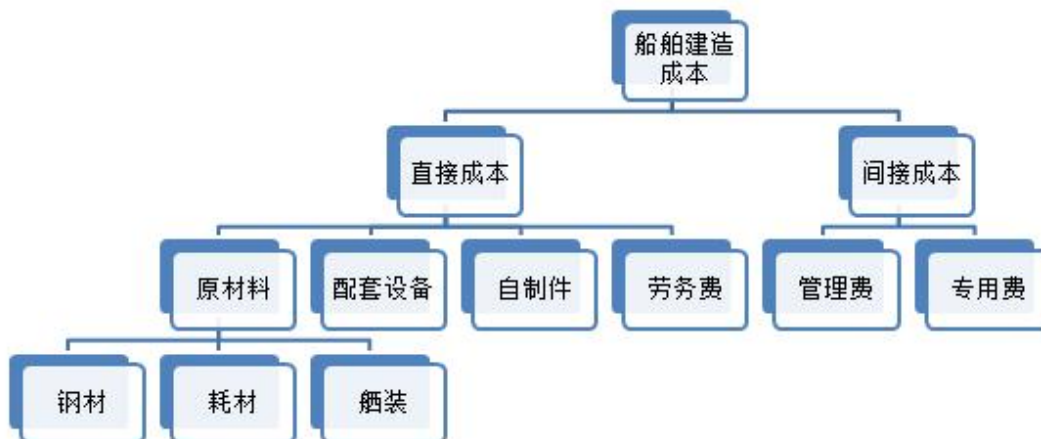 船舶建造
成本
直接成本
间接成本
原材料
配套设备
自制件
劳务费
管理费
专用费
钢材
耗材
舾装